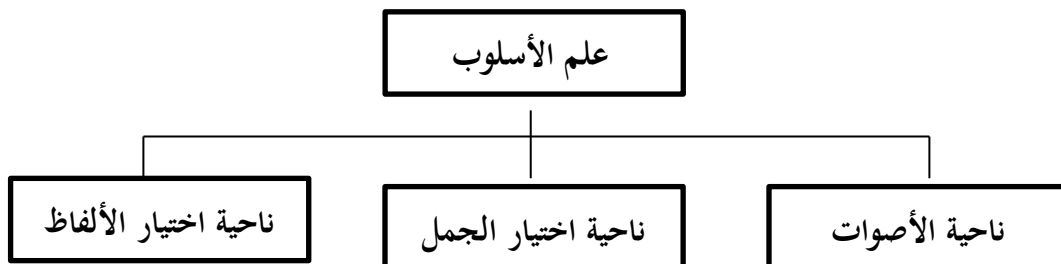 علم الأسلوب
ناحية الأصوات
ناحية اختيار الجمل
ناحية اختيار الألفاظ